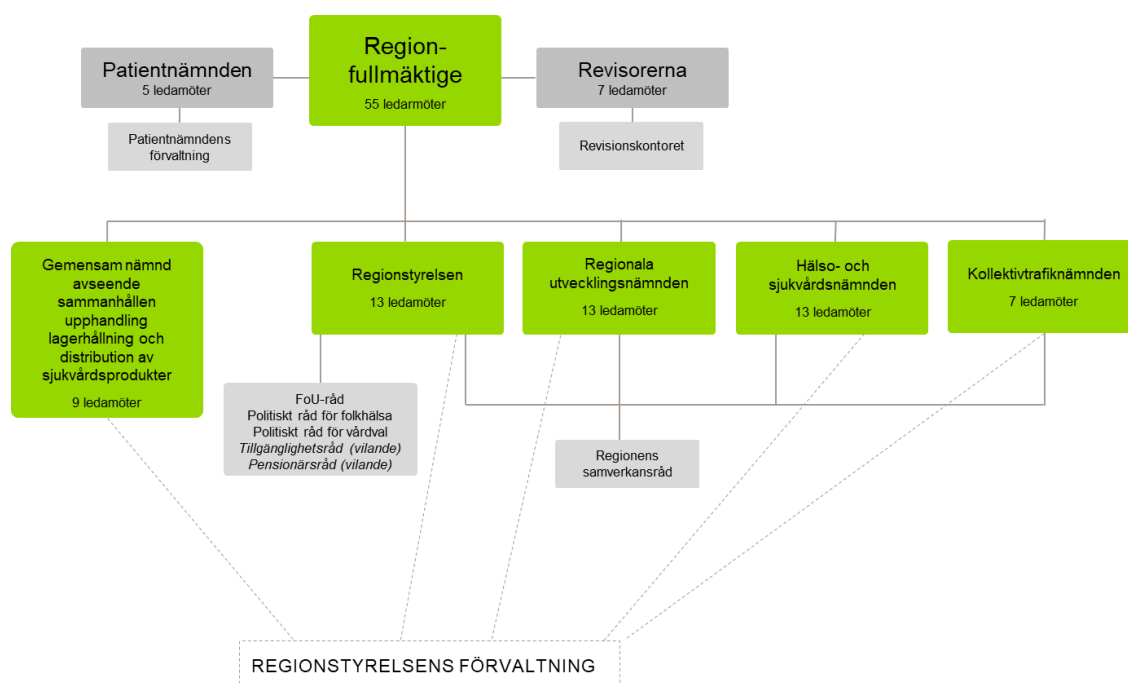 Region-
fullmäktige
55 ledarmöter
Patientnämnden
5 ledamöter
Revisorerna
7 ledamöter
Patientnämndens
förvaltning
Revisionskontoret
Gemensam nämnd
avseende
sammanhållen
upphandling
lagerhållning och
distribution av
sjukvårdsprodukter
9 ledamöter
Regionstyrelsen
13 ledamöter
Regionala
utvecklingsnämnden
13 ledamöter
Hälso- och
sjukvårdsnämnden
13 ledamöter
Kollektivtrafiknämnden
7 ledamöter
FoU-råd
Politiskt råd för folkhälsa
Politiskt råd för vårdval
Tillgänglighetsråd (vilande)
Pensionärsråd (vilande)
Regionens
samverkansråd
REGIONSTYRELSENS FÖRVALTNING